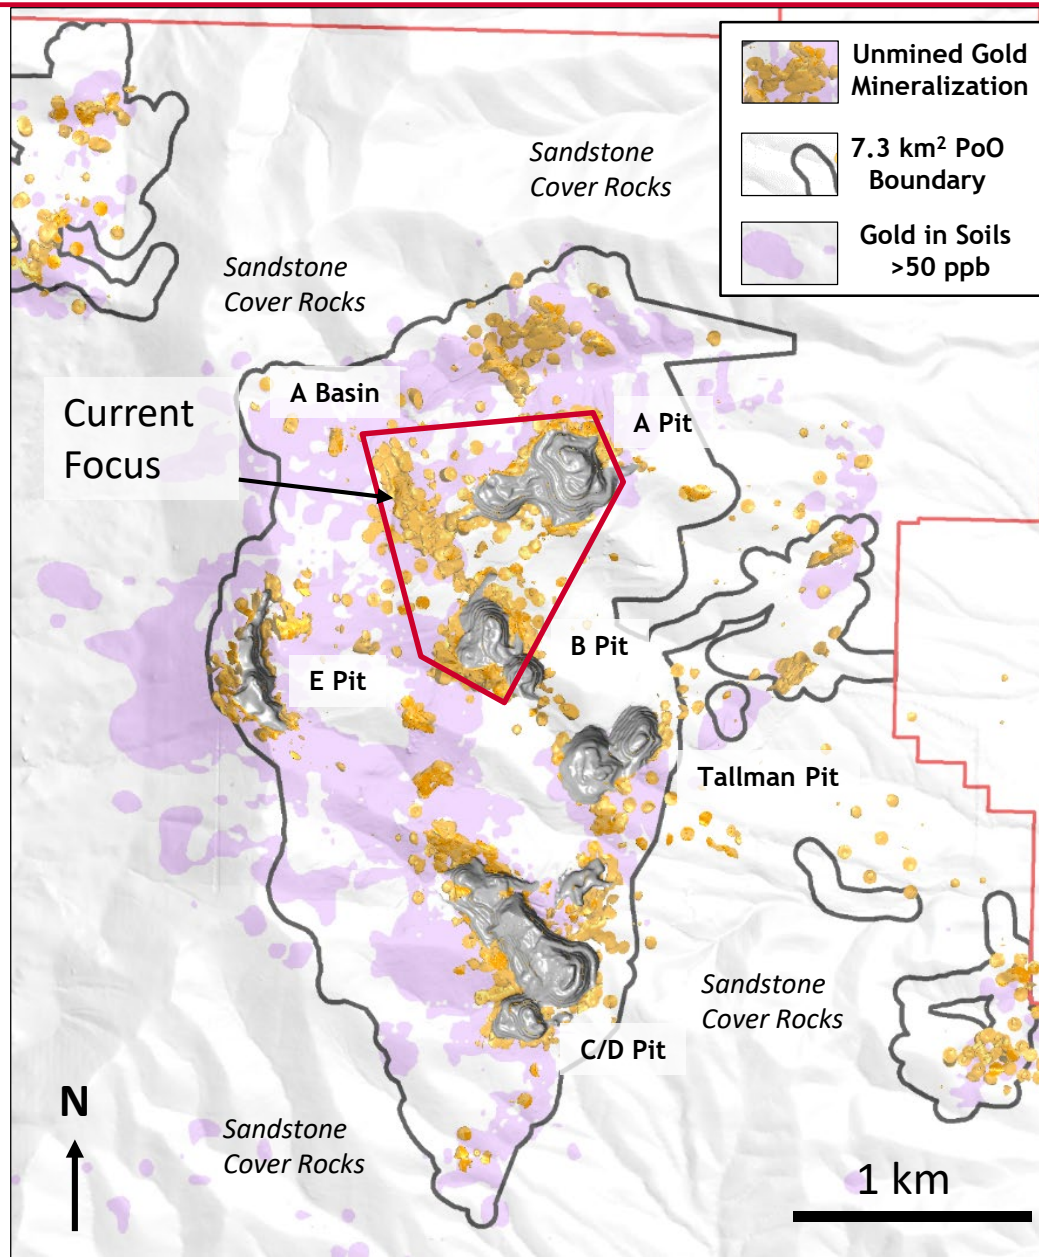 Unmined Gold
Mineralization
7.3 km² PoO
Boundary
Gold in Soils
>50 ppb
Sandstone
Cover Rocks
Sandstone
Cover Rocks
A Basin
Current
Focus
A Pit
B Pit
E Pit
Tallman Pit
Sandstone
Cover Rocks
C/D Pit
N
Sandstone
Cover Rocks
1 km